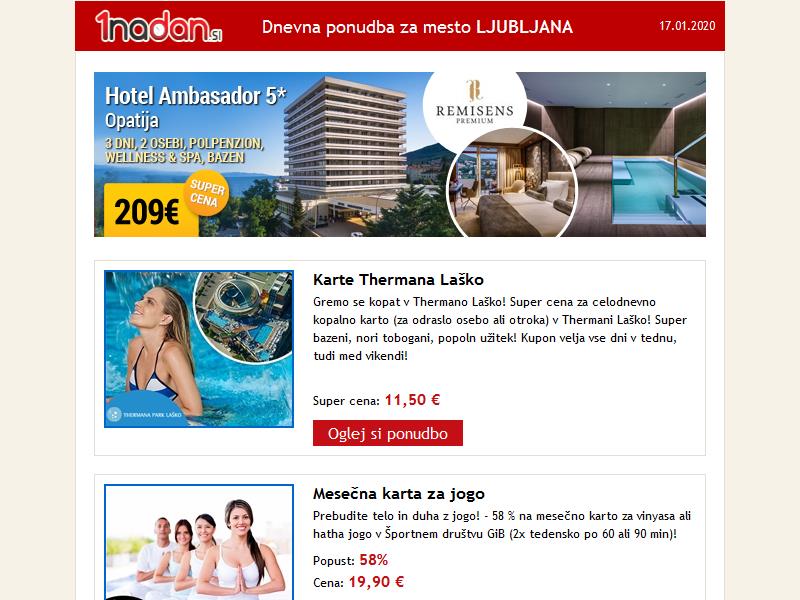 1nadan.si
Dnevna ponudba za mesto LJUBLJANA
17.01.2020
Hotel Ambasador 5*
Opatija
3 DNI, 2 OSEBI, POLPENZION,
WELLNESS & SPA, BAZEN
SUPER
CENA
209€
REMISENS
PREMIUM
Karte Thermana Laško
Gremo se kopat v Thermano Laško! Super cena za celodnevno
kopalno karto (za odraslo osebo ali otroka) v Thermani Laško! Super
bazeni, nori tobogani, popoln užitek! Kupon velja vse dni v tednu,
tudi med vikendi!
Super cena: 11,50 €
Oglej si ponudbo
THERMANA PARK LAŠKO
Mesečna karta za jogo
Prebudite telo in duha z jogo! - 58 % na mesečno karto za vinyasa ali
hatha jogo v Športnem društvu GiB (2x tedensko po 60 ali 90 min)!
Popust: 58%
Cena: 19,90 €